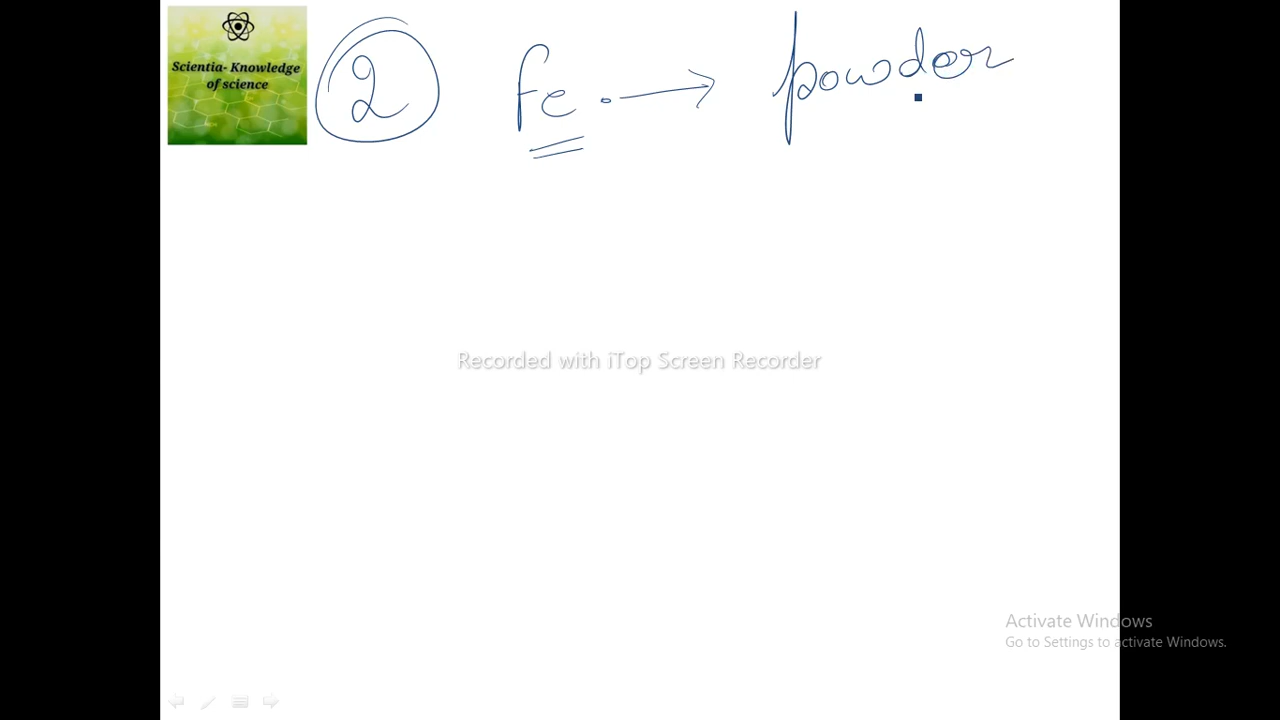 Scientia- Knowledge
of science
2 Fe. → powder
Recorded with iTop Screen Recorder
Activate Windows
Go to Settings to activate Windows.